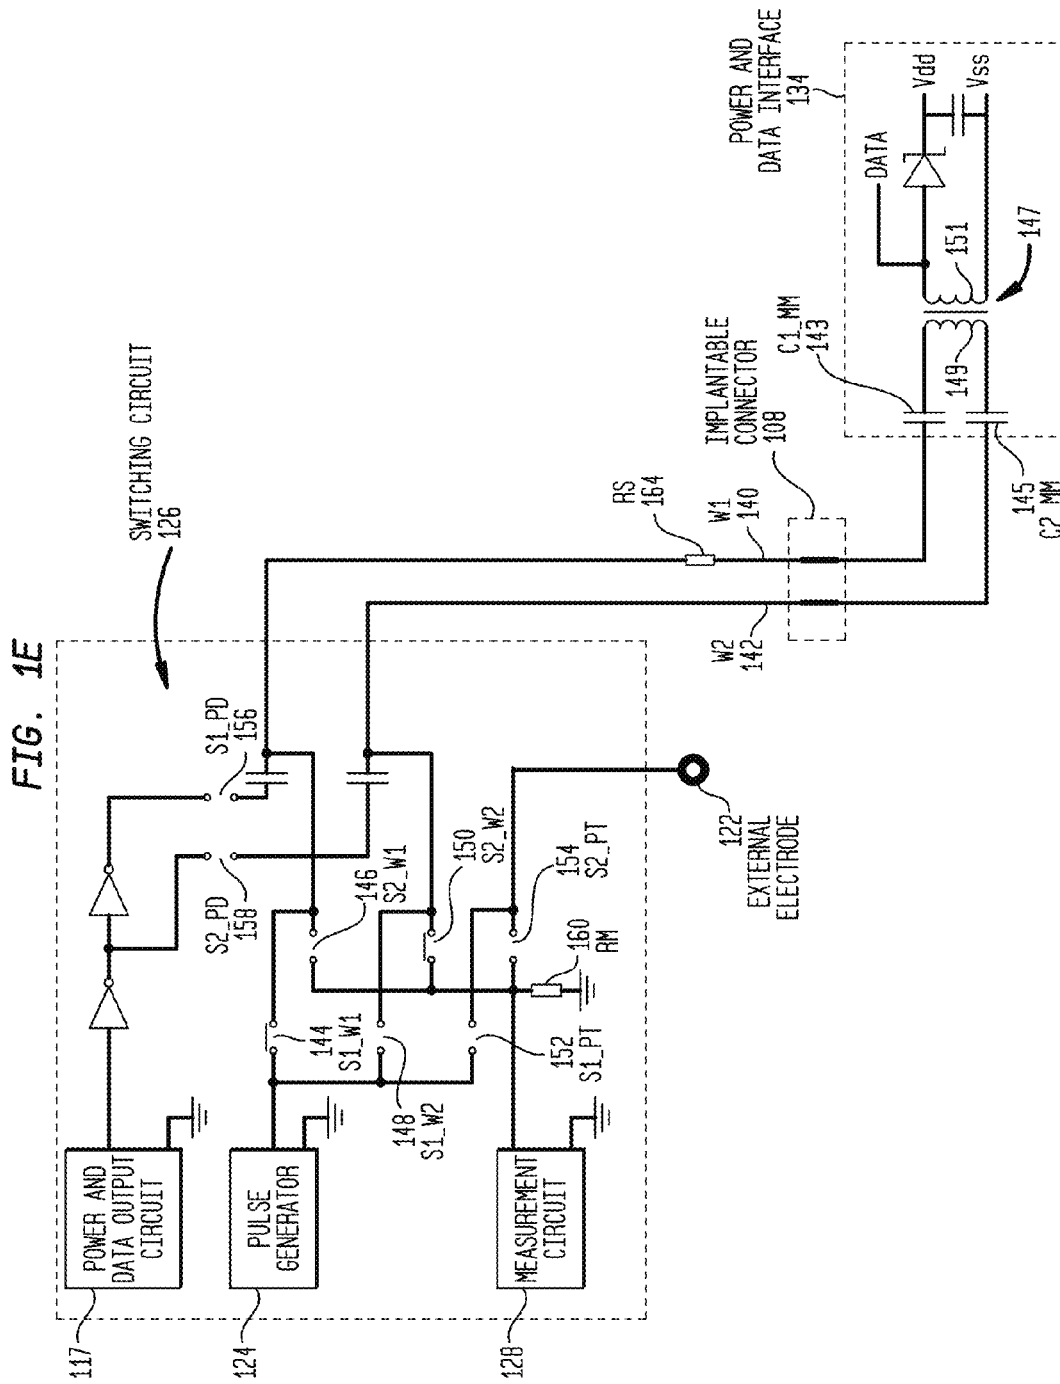 FIG. 1E
SWITCHING CIRCUIT
126
117
POWER AND
DATA OUTPUT
CIRCUIT
124
PULSE
GENERATOR
128
MEASUREMENT
CIRCUIT
S1_PD
156
S2_PD
158
144
S1_W1
146
S2_W1
148
S1_W2
150
S2_W2
152
S1_PT
154
S2_PT
160
RM
122
EXTERNAL
ELECTRODE
RS
164
W1
140
W2
142
IMPLANTABLE
CONNECTOR
108
C1_MM
143
145
C2_MM
149
151
147
POWER AND
DATA INTERFACE
134
DATA
Vdd
Vss